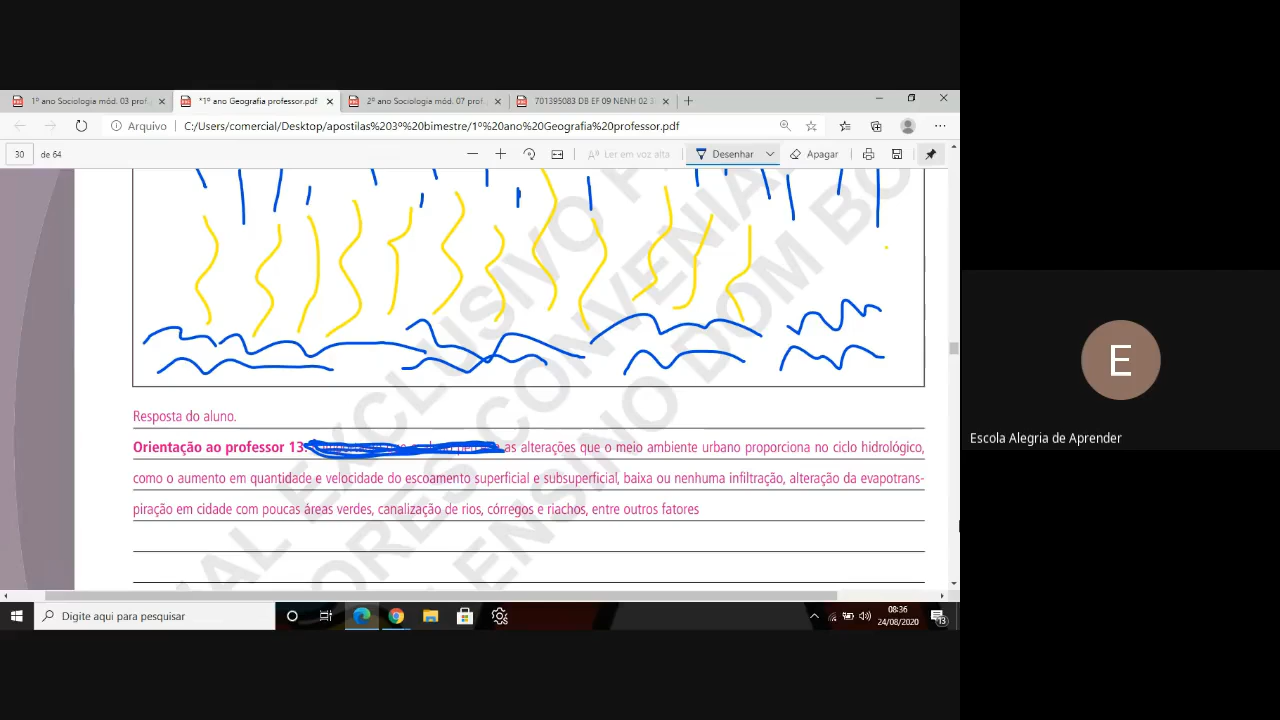 1º ano Sociologia mód. 03 prof.
*1º ano Geografia professor.pdf
2º ano Sociologia mód. 07 prof.
701395083 DB EF 09 NENH 02 3
Arquivo
C:/Users/comercial/Desktop/apostilas%203º%20bimestre/1º%20ano%20Geografia%20professor.pdf
30
de 64
Ler em voz alta
Desenhar
Apagar
Resposta do aluno.
Orientação ao professor 13: as alterações que o meio ambiente urbano proporciona no ciclo hidrológico,
como o aumento em quantidade e velocidade do escoamento superficial e subsuperficial, baixa ou nenhuma infiltração, alteração da evapotrans-
piração em cidade com poucas áreas verdes, canalização de rios, córregos e riachos, entre outros fatores
E
Escola Alegria de Aprender
Digite aqui para pesquisar
08:36
24/08/2020
13